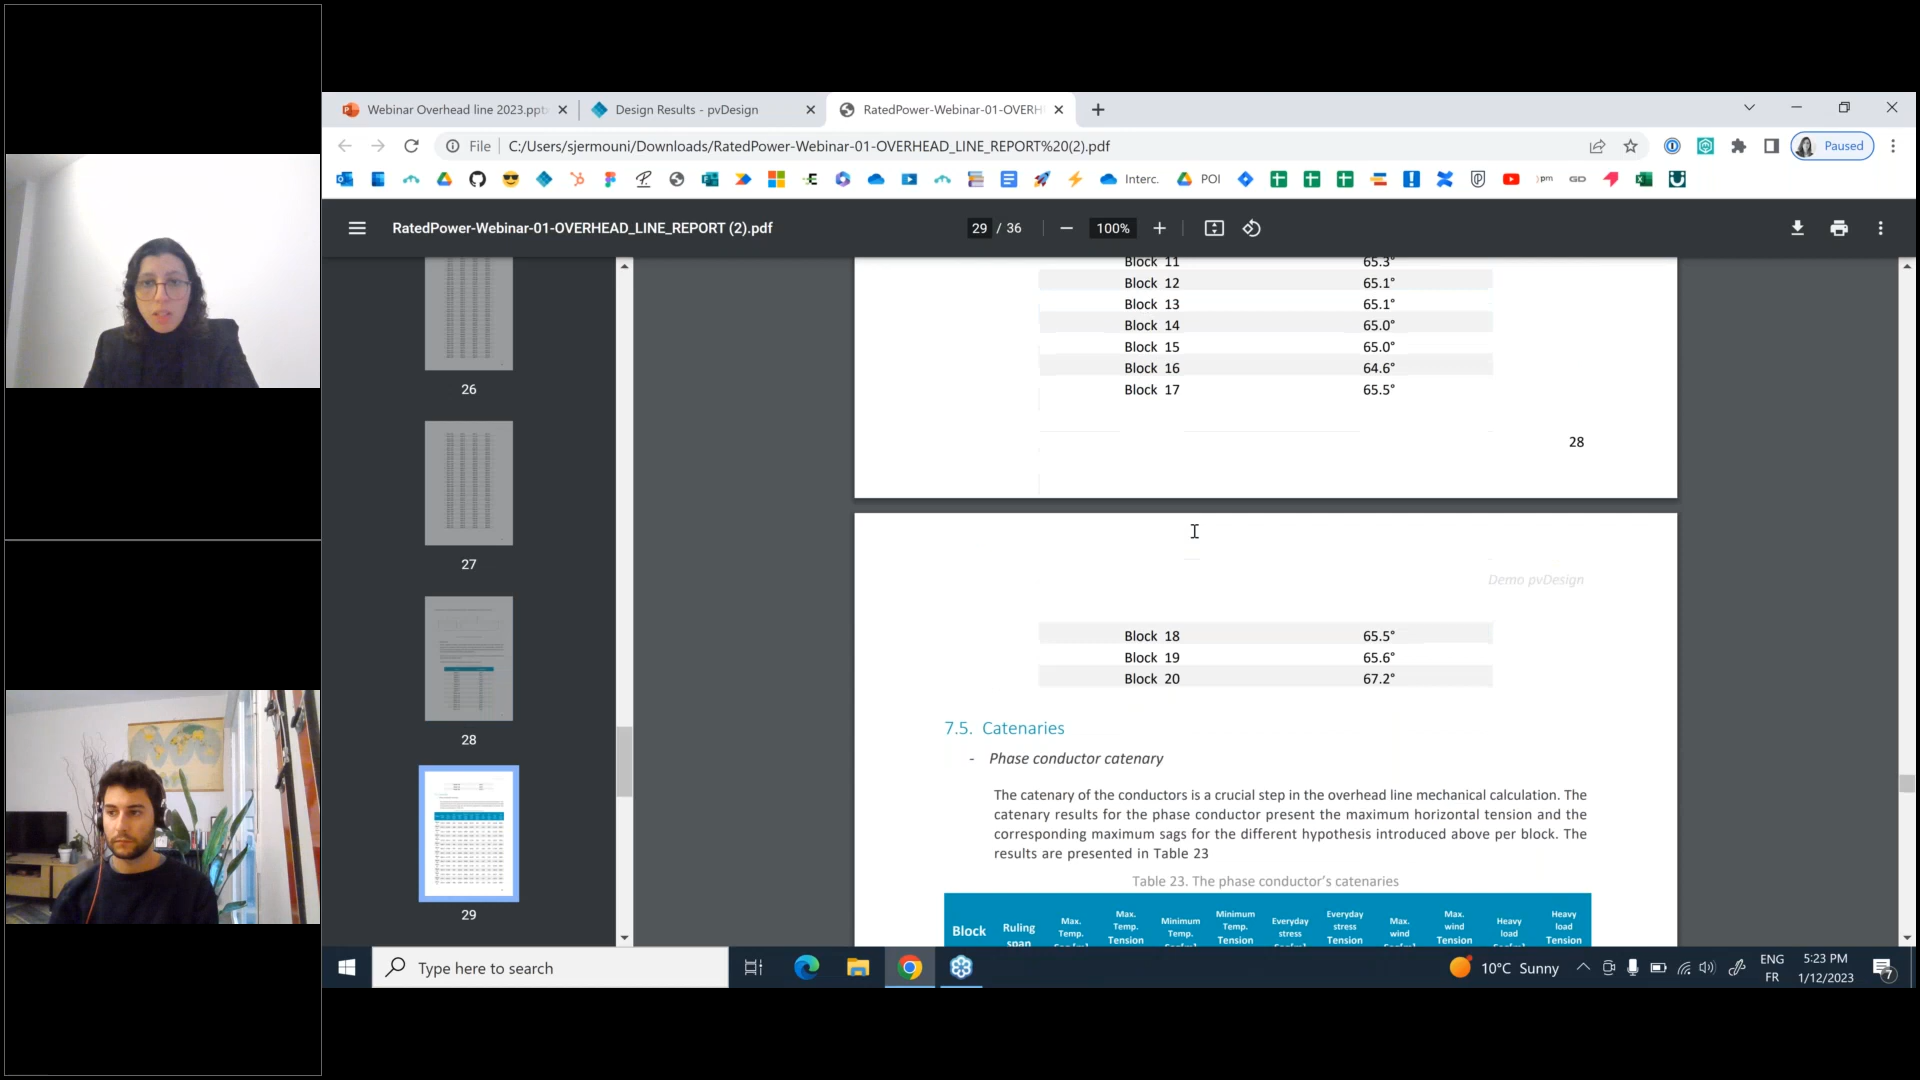 Webinar Overhead line 2023.ppt
Design Results - pvDesign
RatedPower-Webinar-01-OVERH
File
C:/Users/sjermouni/Downloads/RatedPower-Webinar-01-OVERHEAD_LINE_REPORT%20(2).pdf
Paused
Interc.
POI
pm
GD
RatedPower-Webinar-01-OVERHEAD_LINE_REPORT (2).pdf
29 / 36
100%
26
27
28
29
Block 11 65.3°
Block 12 65.1°
Block 13 65.1°
Block 14 65.0°
Block 15 65.0°
Block 16 64.6°
Block 17 65.5°
28
Demo pvDesign
Block 18 65.5°
Block 19 65.6°
Block 20 67.2°
7.5. Catenaries
- Phase conductor catenary
The catenary of the conductors is a crucial step in the overhead line mechanical calculation. The
catenary results for the phase conductor present the maximum horizontal tension and the
corresponding maximum sags for the different hypothesis introduced above per block. The
results are presented in Table 23
Table 23. The phase conductor's catenaries
Block
Ruling
span
Max.
Temp.
Max.
Temp.
Tension
Minimum
Temp.
Minimum
Temp.
Tension
Everyday
stress
Everyday
stress
Tension
Max.
wind
Max.
wind
Tension
Heavy
load
Heavy
load
Tension
Type here to search
10°C Sunny
ENG
FR
5:23 PM
1/12/2023
7